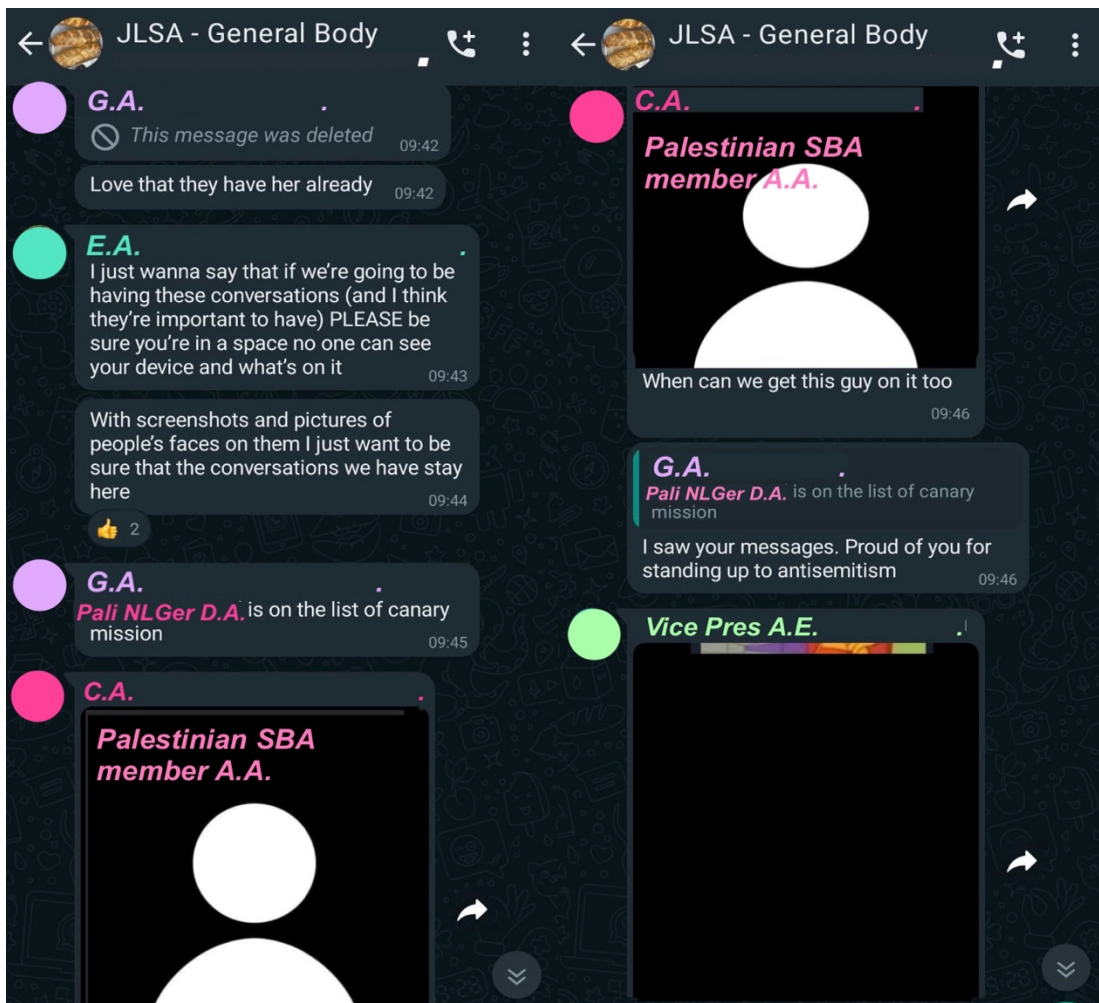 JLSA - General Body
G.A.
This message was deleted
09:42
Love that they have her already
09:42
E.A.
I just wanna say that if we're going to be
having these conversations (and I think
they're important to have) PLEASE be
sure you're in a space no one can see
your device and what's on it
09:43
With screenshots and pictures of
people's faces on them I just want to be
sure that the conversations we have stay
here
09:44
👍 2
G.A.
Pali NLGer D.A. is on the list of canary
mission
09:45
C.A.
Palestinian SBA
member A.A.
JLSA - General Body
C.A.
Palestinian SBA
member A.A.
When can we get this guy on it too
09:46
G.A.
Pali NLGer D.A. is on the list of canary
mission
I saw your messages. Proud of you for
standing up to antisemitism
09:46
Vice Pres A.E.